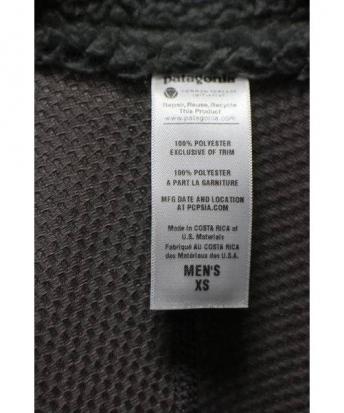 patagonia
COMMON THREADS
INITIATIVE
Repair, Reuse, Recycle
This Product
www.patagonia.com
100% POLYESTER
EXCLUSIVE OF TRIM
100% POLYESTER
A PART LA GARNITURE
MFG DATE AND LOCATION
AT PCPSIA.COM
Made in COSTA RICA of
U.S. Materials
Fabriqué AU COSTA RICA
des Matériaux des É.U.A.
MEN'S
XS